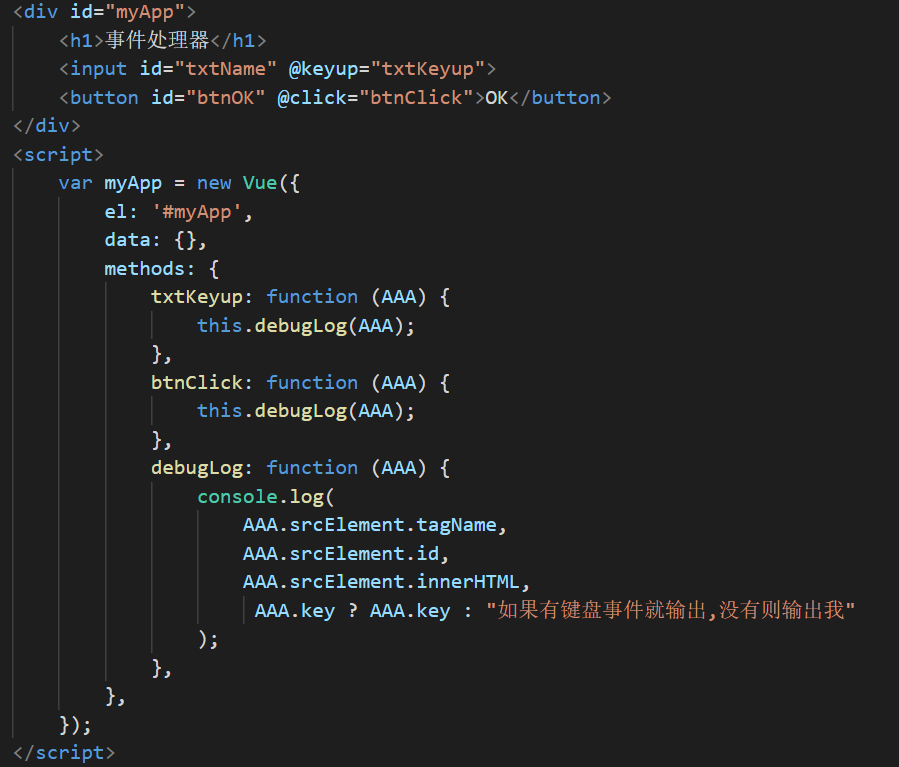 <div id="myApp">
    <h1>事件处理器</h1>
    <input id="txtName" @keyup="txtKeyup">
    <button id="btnOK" @click="btnClick">OK</button>
</div>
<script>
    var myApp = new Vue({
        el: '#myApp',
        data: {},
        methods: {
            txtKeyup: function (AAA) {
                this.debugLog(AAA);
            },
            btnClick: function (AAA) {
                this.debugLog(AAA);
            },
            debugLog: function (AAA) {
                console.log(
                    AAA.srcElement.tagName,
                    AAA.srcElement.id,
                    AAA.srcElement.innerHTML,
                     AAA.key ? AAA.key : "如果有键盘事件就输出,没有则输出我"
                );
            },
        },
    });
</script>